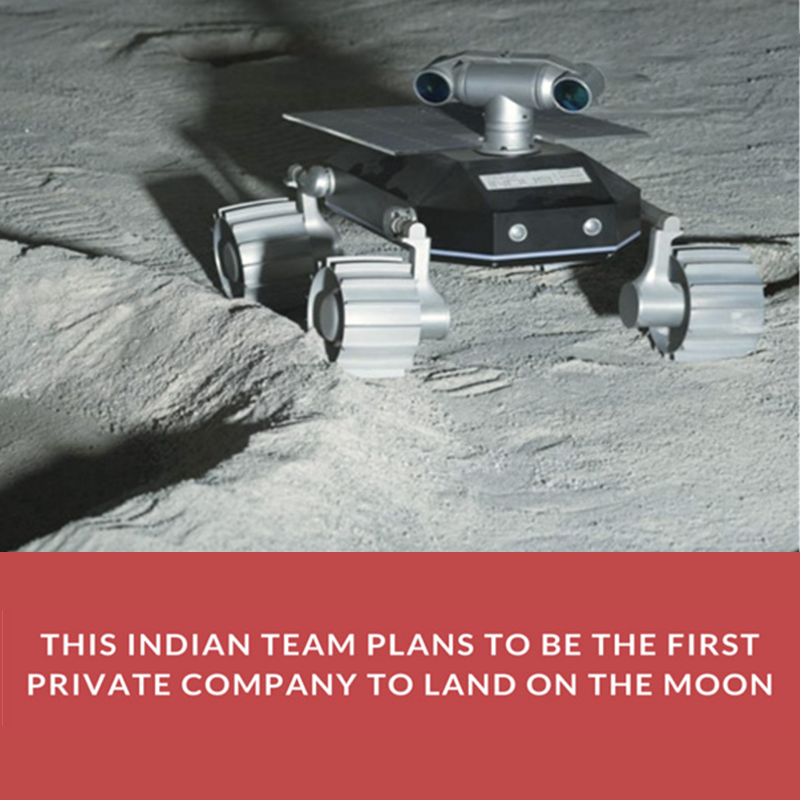 THIS INDIAN TEAM PLANS TO BE THE FIRST
PRIVATE COMPANY TO LAND ON THE MOON